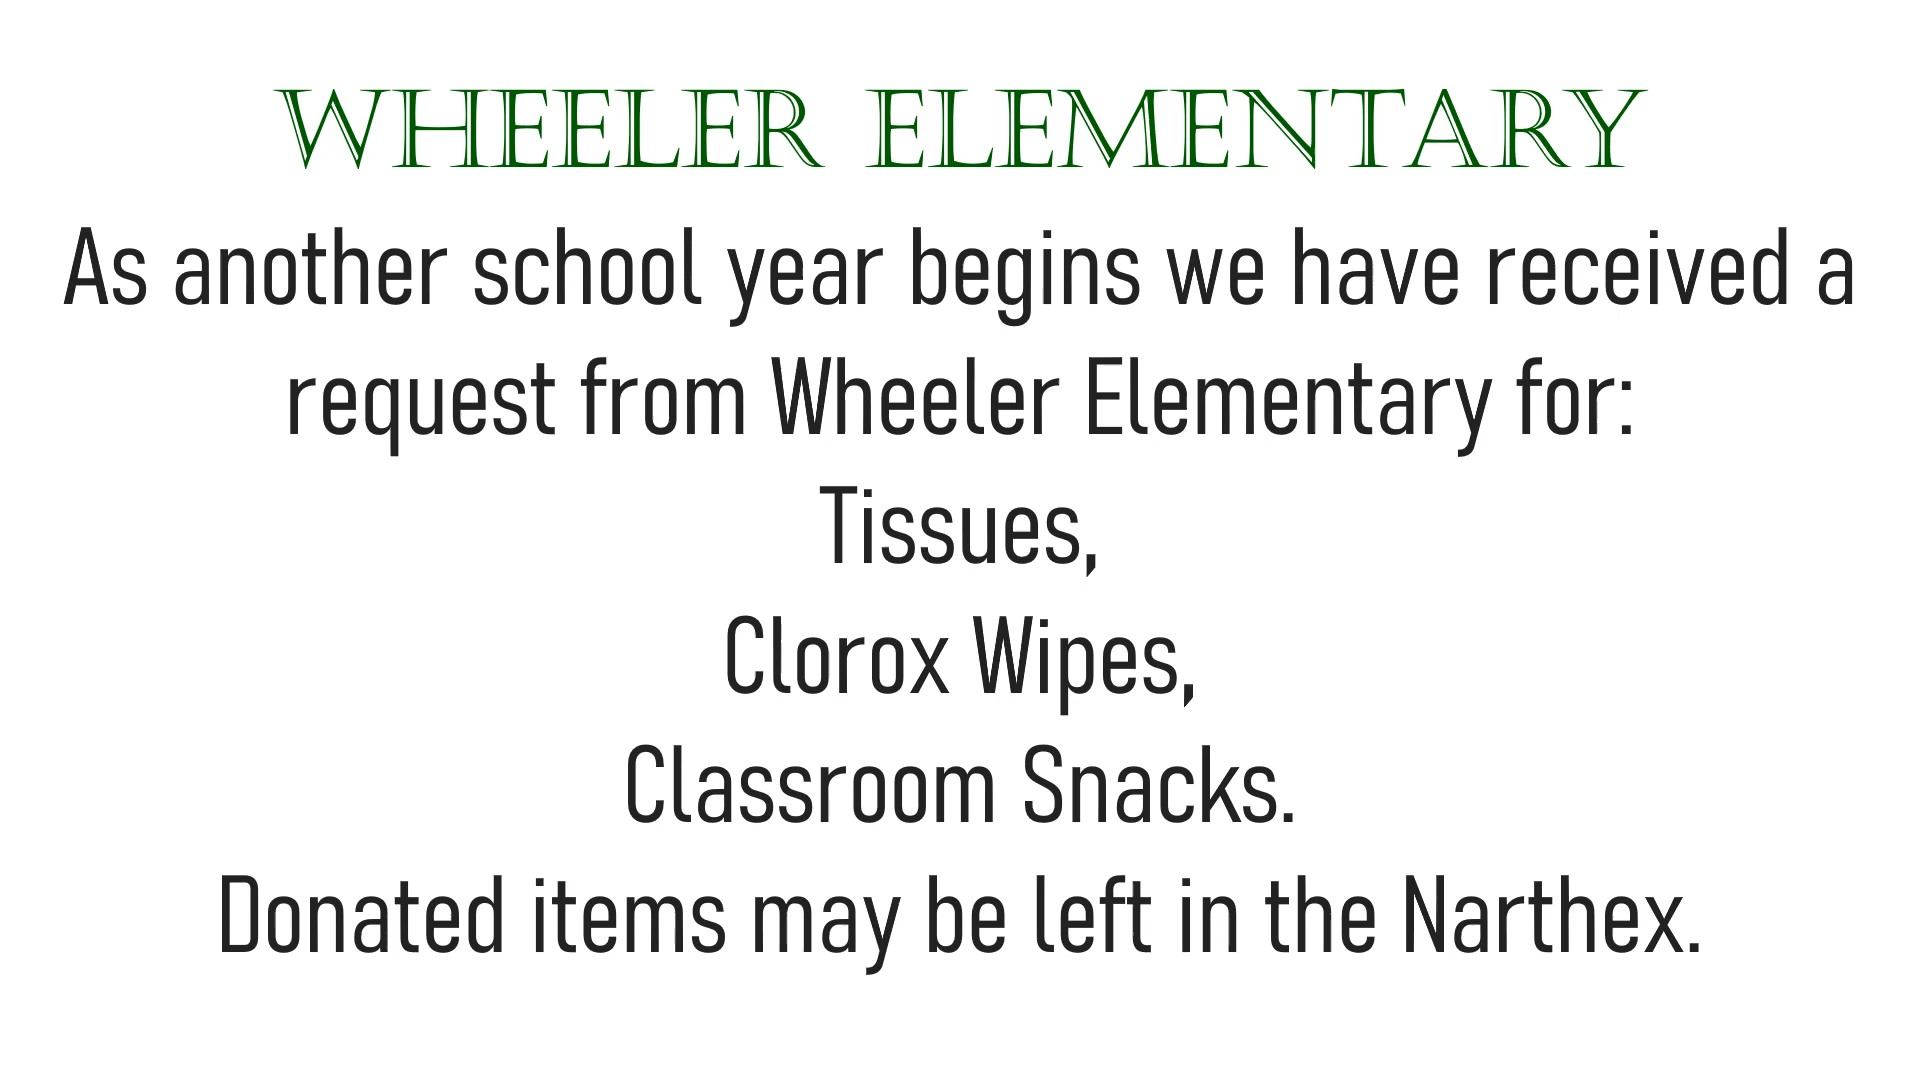 WHEELER ELEMENTARY
As another school year begins we have received a
request from Wheeler Elementary for:
Tissues,
Clorox Wipes,
Classroom Snacks.
Donated items may be left in the Narthex.